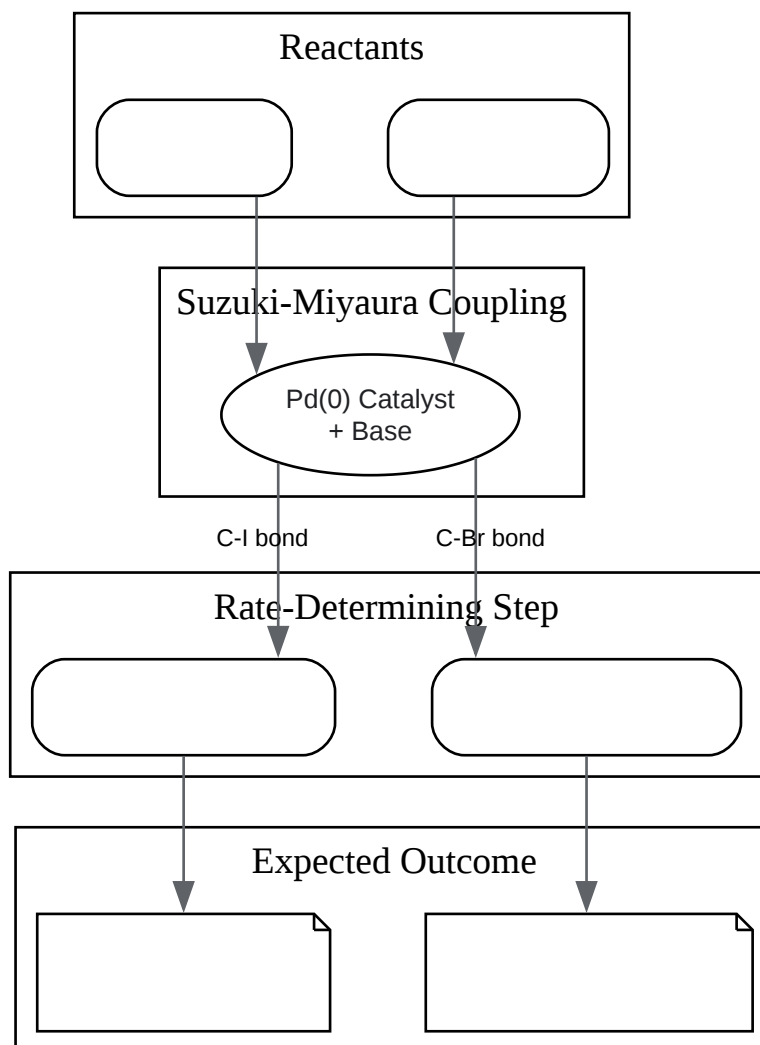 Reactants
Suzuki-Miyaura Coupling
Pd(0) Catalyst
+ Base
C-I bond
C-Br bond
Rate-Determining Step
Expected Outcome